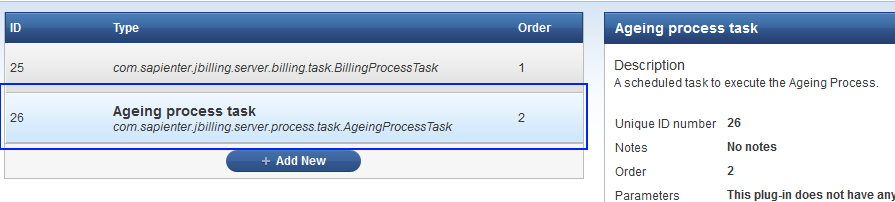 ID Type Order
25 com.sapienter.jbilling.server.billing.task.BillingProcessTask 1
Ageing process task
26 com.sapienter.jbilling.server.process.task.AgeingProcessTask 2
+ Add New
Ageing process task
Description
A scheduled task to execute the Ageing Process.
Unique ID number 26
Notes No notes
Order 2
Parameters This plug-in does not have any